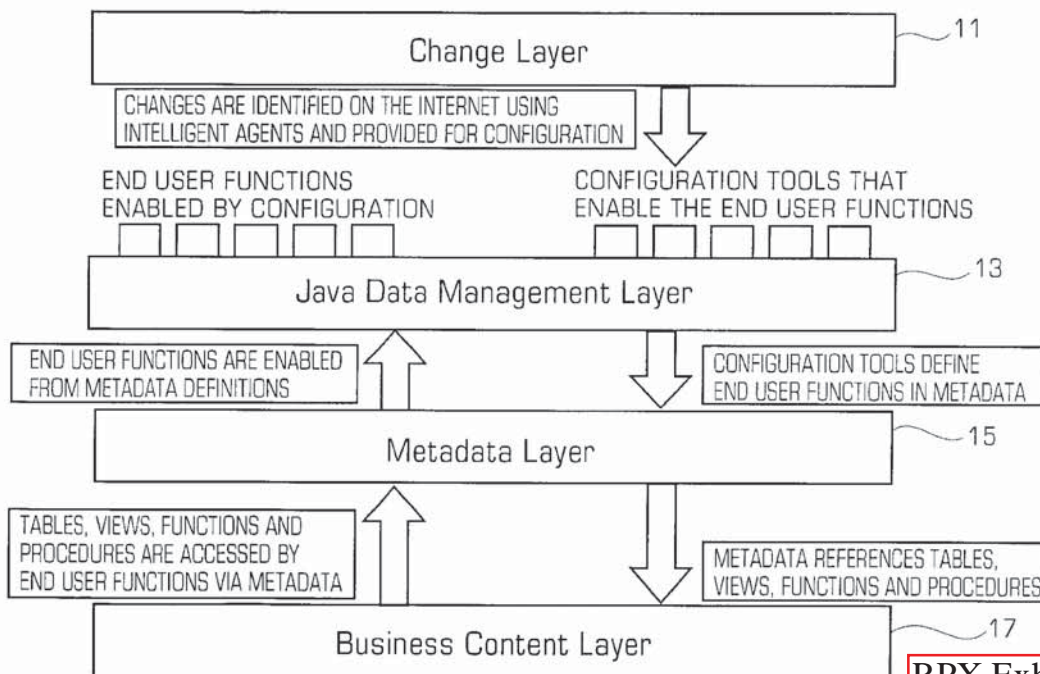 Change Layer
11
CHANGES ARE IDENTIFIED ON THE INTERNET USING
INTELLIGENT AGENTS AND PROVIDED FOR CONFIGURATION
END USER FUNCTIONS
ENABLED BY CONFIGURATION
CONFIGURATION TOOLS THAT
ENABLE THE END USER FUNCTIONS
Java Data Management Layer
13
END USER FUNCTIONS ARE ENABLED
FROM METADATA DEFINITIONS
CONFIGURATION TOOLS DEFINE
END USER FUNCTIONS IN METADATA
Metadata Layer
15
TABLES, VIEWS, FUNCTIONS AND
PROCEDURES ARE ACCESSED BY
END USER FUNCTIONS VIA METADATA
METADATA REFERENCES TABLES,
VIEWS, FUNCTIONS AND PROCEDURES
Business Content Layer
17